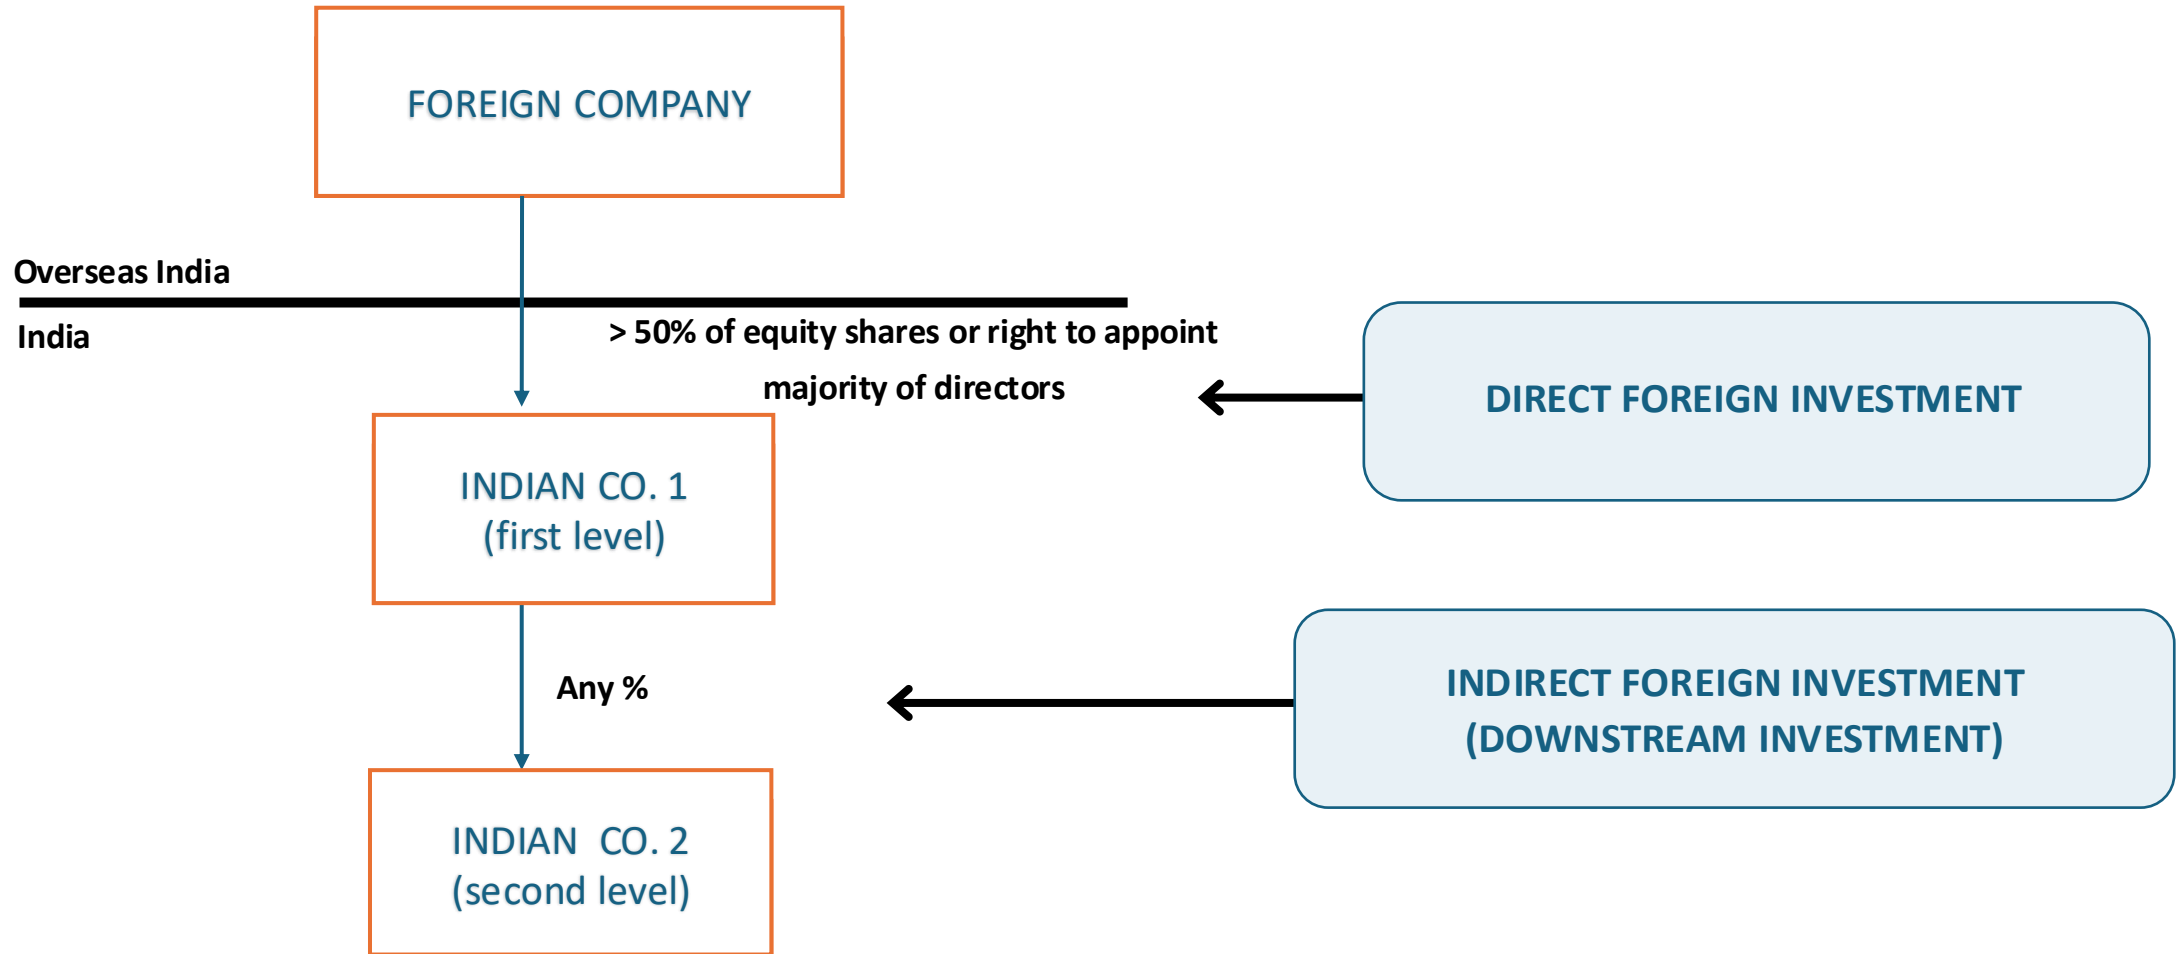 FOREIGN COMPANY
Overseas India
India
> 50% of equity shares or right to appoint
majority of directors
DIRECT FOREIGN INVESTMENT
INDIAN CO. 1
(first level)
Any %
INDIRECT FOREIGN INVESTMENT
(DOWNSTREAM INVESTMENT)
INDIAN CO. 2
(second level)